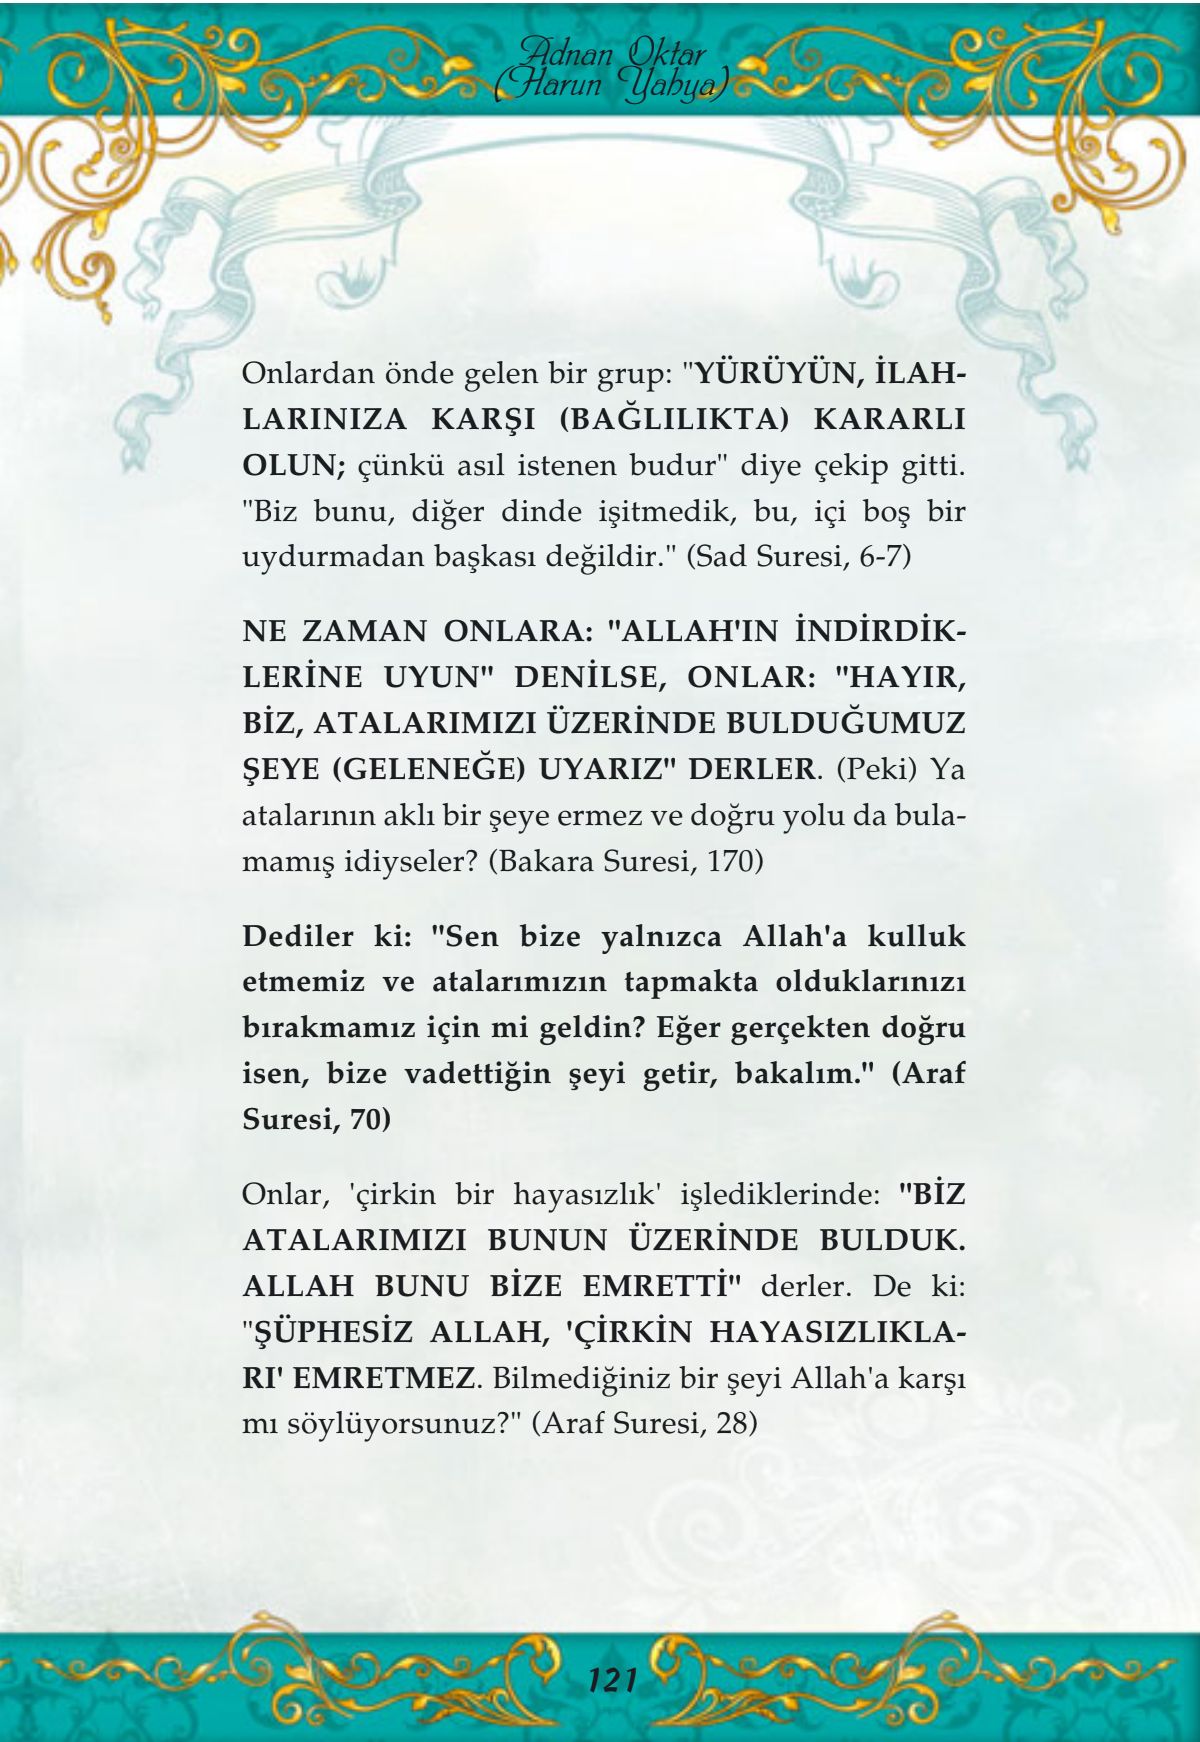 Adnan Oktar
(Harun Yahya)
Onlardan önde gelen bir grup: "YÜRÜYÜN, İLAH-
LARINIZA KARŞI (BAĞLILIKTA) KARARLI
OLUN; çünkü asıl istenen budur" diye çekip gitti.
"Biz bunu, diğer dinde işitmedik, bu, içi boş bir
uydurmadan başkası değildir." (Sad Suresi, 6-7)
NE ZAMAN ONLARA: "ALLAH'IN İNDİRDİK-
LERİNE UYUN" DENİLSE, ONLAR: "HAYIR,
BİZ, ATALARIMIZI ÜZERİNDE BULDUĞUMUZ
ŞEYE (GELENEĞE) UYARIZ" DERLER. (Peki) Ya
atalarının aklı bir şeye ermez ve doğru yolu da bula-
mamış idiyseler? (Bakara Suresi, 170)
Dediler ki: "Sen bize yalnızca Allah'a kulluk
etmemiz ve atalarımızın tapmakta olduklarınızı
bırakmamız için mi geldin? Eğer gerçekten doğru
isen, bize vadettiğin şeyi getir, bakalım." (Araf
Suresi, 70)
Onlar, 'çirkin bir hayasızlık' işlediklerinde: "BİZ
ATALARIMIZI BUNUN ÜZERİNDE BULDUK.
ALLAH BUNU BİZE EMRETTİ" derler. De ki:
"ŞÜPHESİZ ALLAH, 'ÇİRKİN HAYASIZLIKLA-
RI' EMRETMEZ. Bilmediğiniz bir şeyi Allah'a karşı
mı söylüyorsunuz?" (Araf Suresi, 28)
121